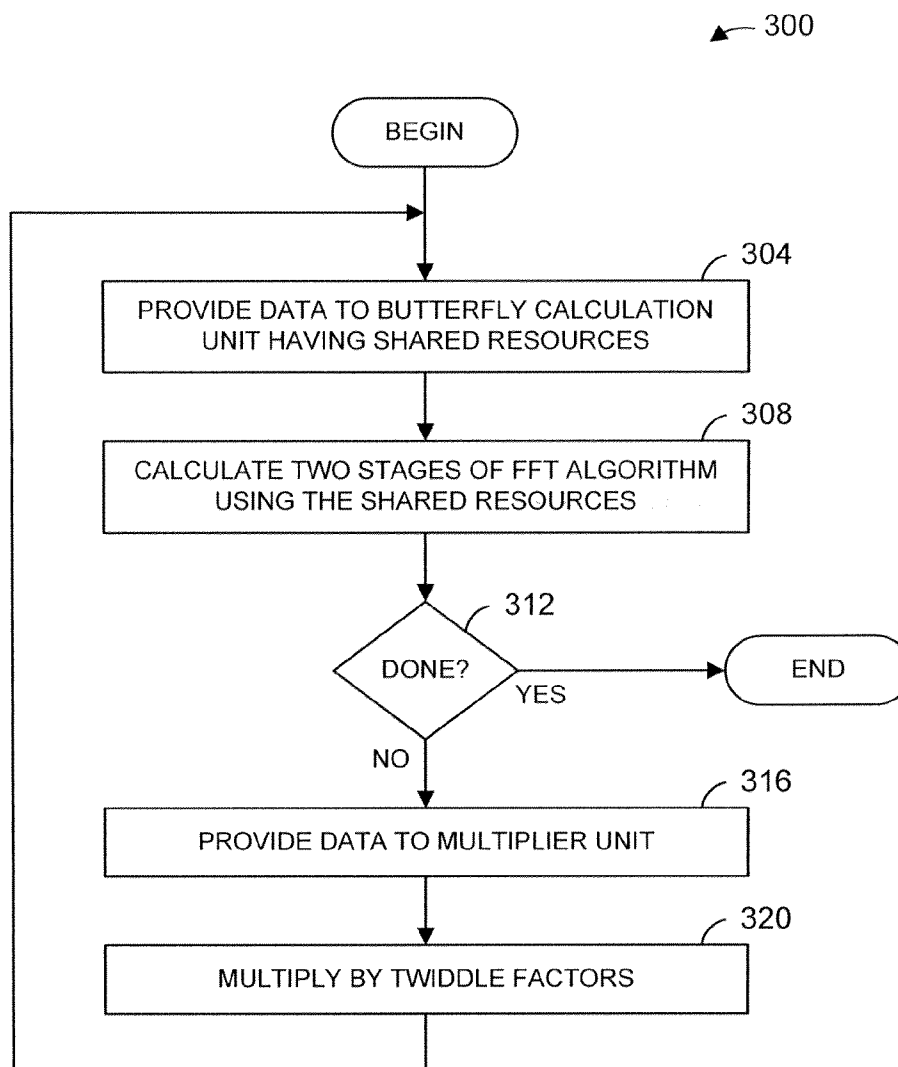 300
BEGIN
304
PROVIDE DATA TO BUTTERFLY CALCULATION
UNIT HAVING SHARED RESOURCES
308
CALCULATE TWO STAGES OF FFT ALGORITHM
USING THE SHARED RESOURCES
312
DONE?
YES
END
NO
316
PROVIDE DATA TO MULTIPLIER UNIT
320
MULTIPLY BY TWIDDLE FACTORS